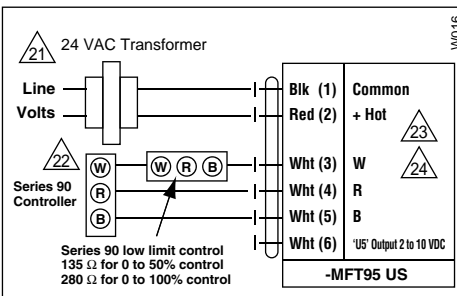 W016
21 24 VAC Transformer
Line
Volts
Blk (1) Common
Red (2) + Hot
23
22
24
W
W R B
Wht (3) W
Series 90
Controller
R
Wht (4) R
B
Wht (5) B
Wht (6) 'U5' Output 2 to 10 VDC
Series 90 low limit control
135 Ω for 0 to 50% control
280 Ω for 0 to 100% control
-MFT95 US